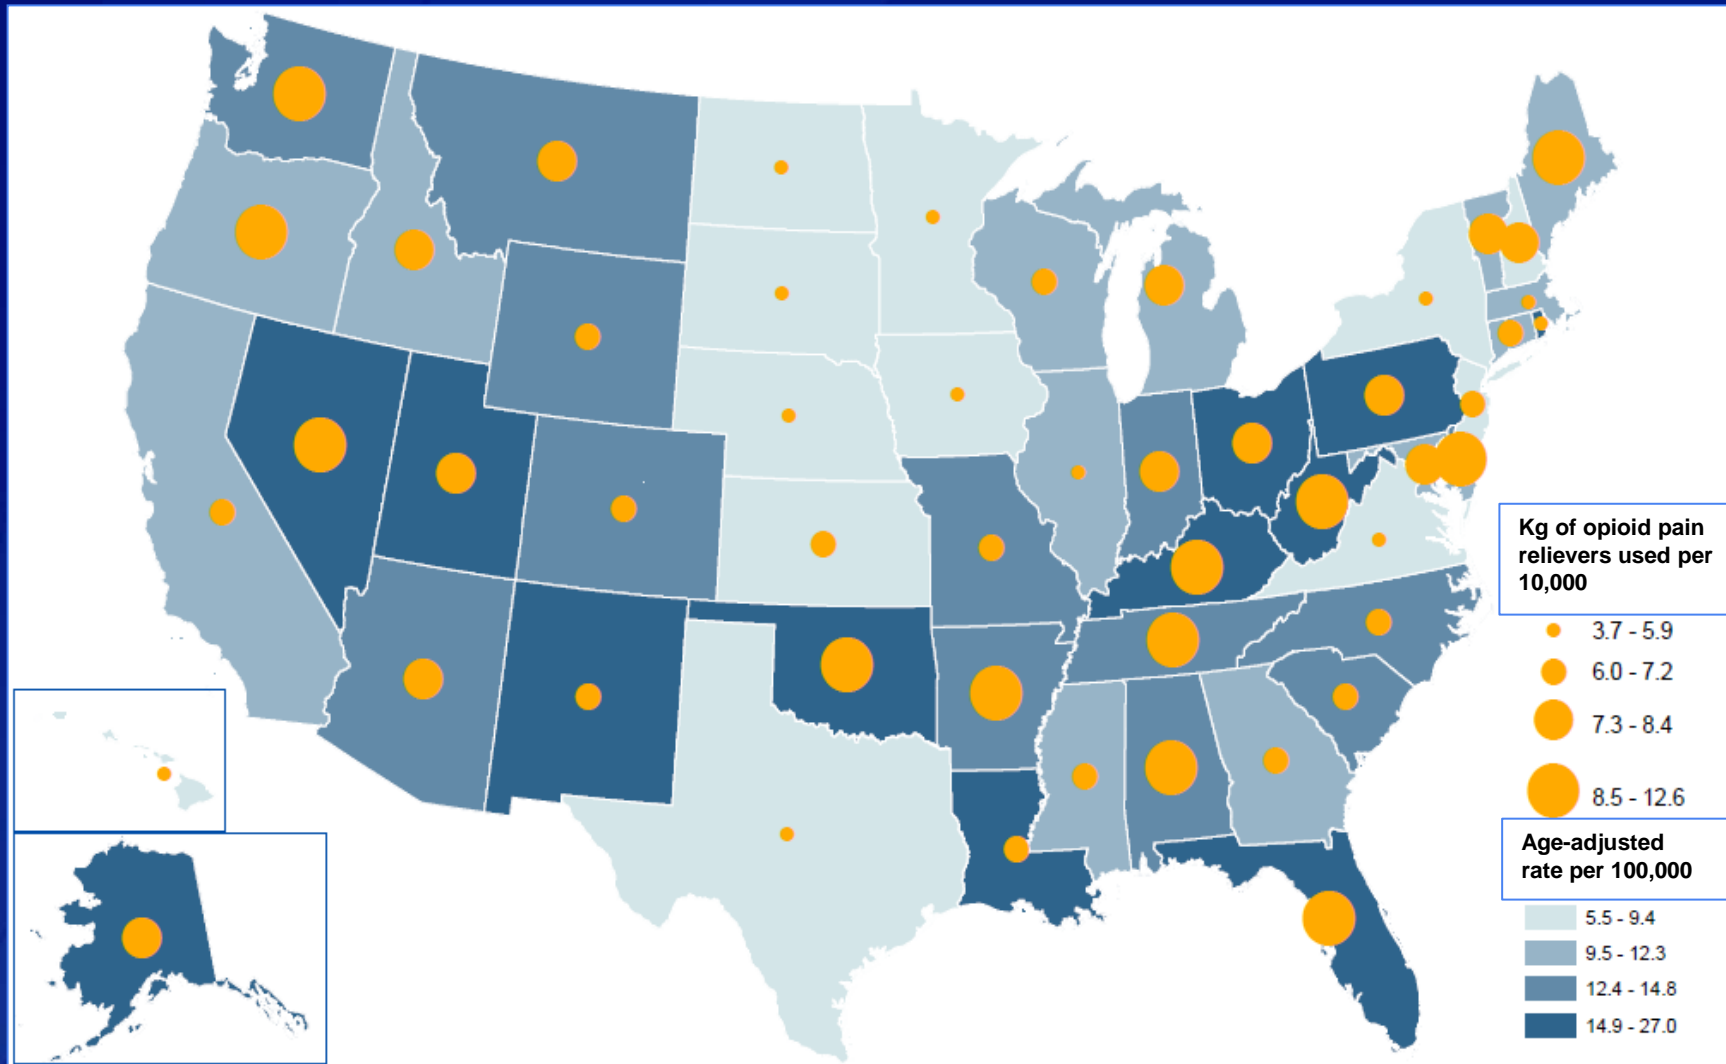 Kg of opioid pain
relievers used per
10,000
3.7 - 5.9
6.0 - 7.2
7.3 - 8.4
8.5 - 12.6
Age-adjusted
rate per 100,000
5.5 - 9.4
9.5 - 12.3
12.4 - 14.8
14.9 - 27.0